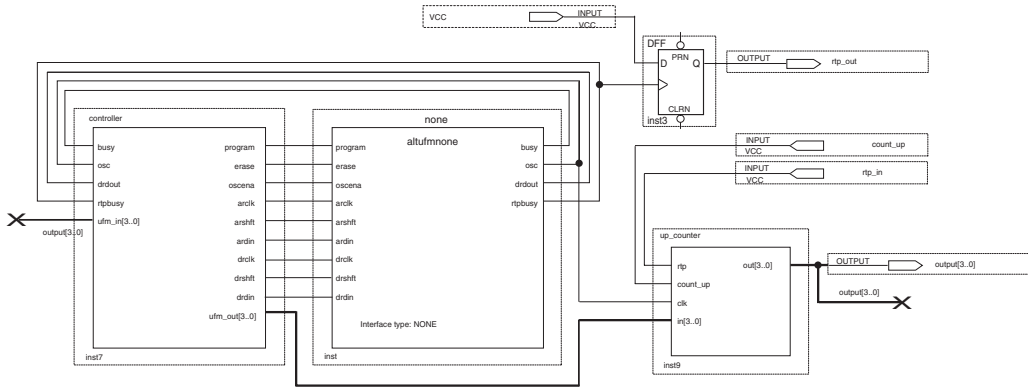 VCC
INPUT
VCC
DFF
D
PRN
Q
CLRN
inst3
OUTPUT
rtp_out
INPUT
VCC
count_up
INPUT
VCC
rtp_in
controller
busy
osc
drdout
rtpbusy
ufm_in[3..0]
program
erase
oscena
arclk
arshft
ardin
drclk
drshft
drdin
ufm_out[3..0]
inst7
output[3..0]
none
altufmnone
program
erase
oscena
arclk
arshft
ardin
drclk
drshft
drdin
busy
osc
drdout
rtpbusy
Interface type: NONE
inst
up_counter
rtp
count_up
clk
in[3..0]
out[3..0]
inst9
OUTPUT
output[3..0]
output[3..0]